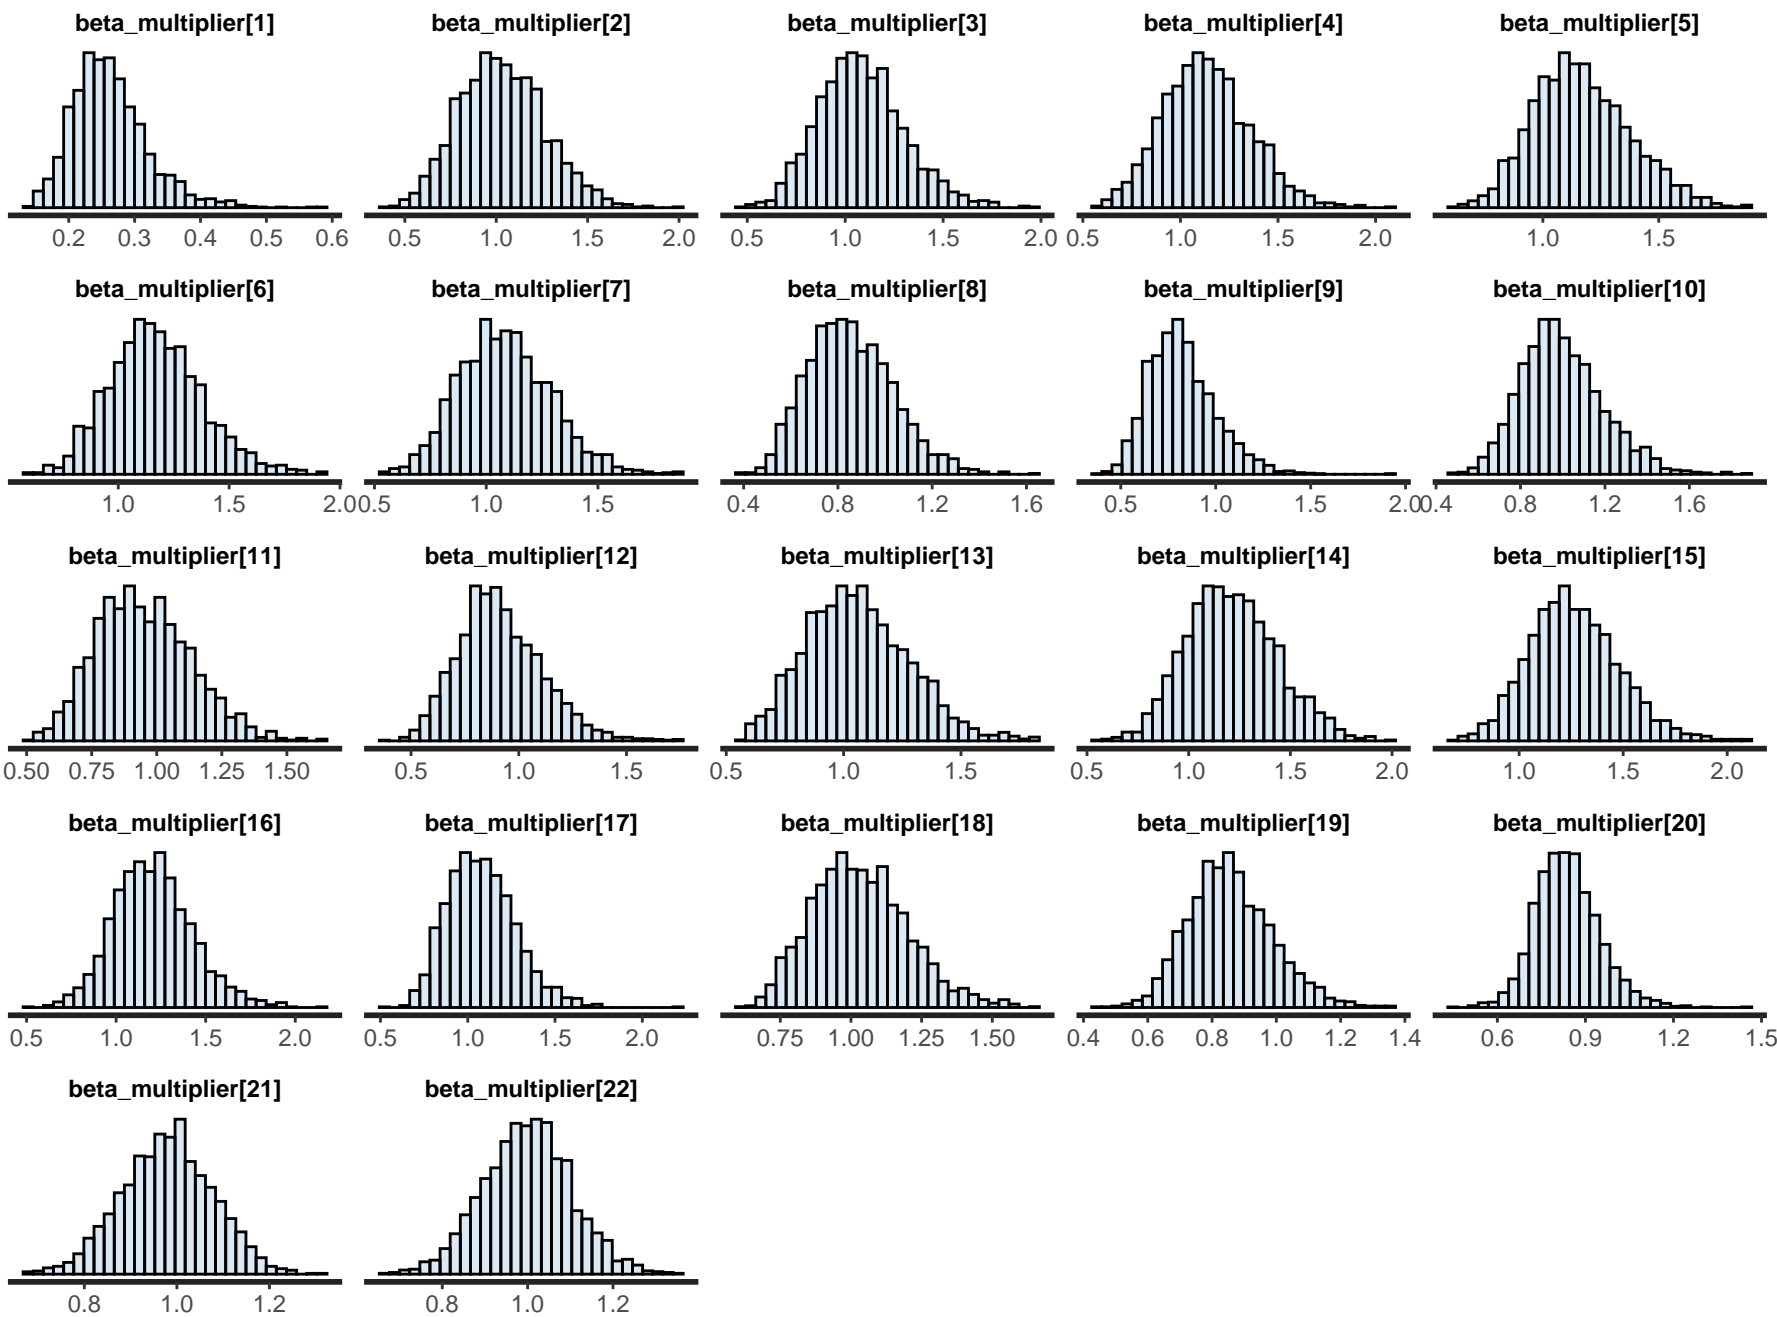 beta_multiplier[1] beta_multiplier[2] beta_multiplier[3] beta_multiplier[4] beta_multiplier[5]
0.2 0.3 0.4 0.5 0.6 0.5 1.0 1.5 2.0 0.5 1.0 1.5 2.0 0.5 1.0 1.5 2.0 1.0 1.5
beta_multiplier[6] beta_multiplier[7] beta_multiplier[8] beta_multiplier[9] beta_multiplier[10]
1.0 1.5 2.0 0.5 1.0 1.5 0.4 0.8 1.2 1.6 0.5 1.0 1.5 2.0 0.4 0.8 1.2 1.6
beta_multiplier[11] beta_multiplier[12] beta_multiplier[13] beta_multiplier[14] beta_multiplier[15]
0.50 0.75 1.00 1.25 1.50 0.5 1.0 1.5 0.5 1.0 1.5 0.5 1.0 1.5 2.0 1.0 1.5 2.0
beta_multiplier[16] beta_multiplier[17] beta_multiplier[18] beta_multiplier[19] beta_multiplier[20]
0.5 1.0 1.5 2.0 0.5 1.0 1.5 2.0 0.75 1.00 1.25 1.50 0.4 0.6 0.8 1.0 1.2 1.4 0.6 0.9 1.2 1.5
beta_multiplier[21] beta_multiplier[22]
0.8 1.0 1.2 0.8 1.0 1.2